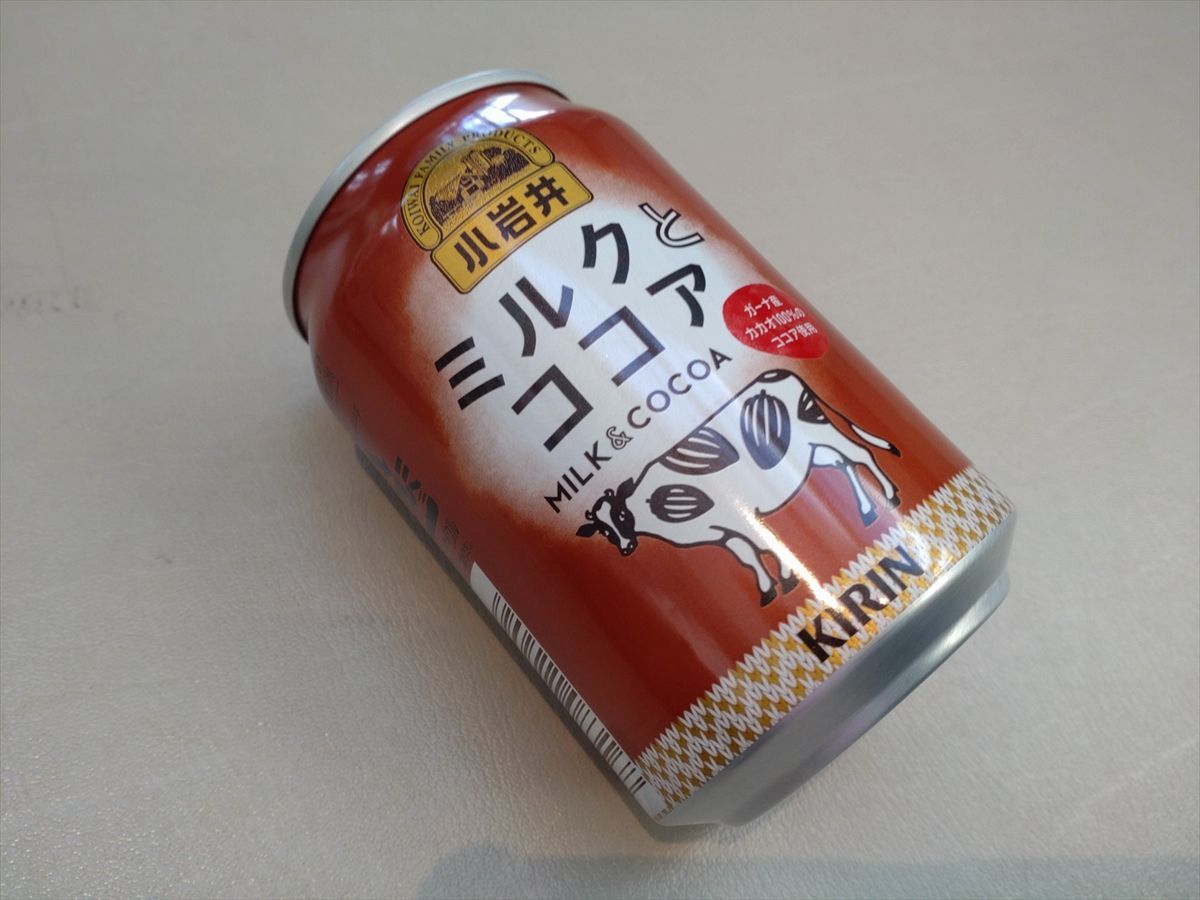 KOIWAI FAMILY PRODUCTS
小岩井
ミルクと
ココア
MILK & COCOA
ガーナ産
カカオ100%の
ココア使用
KIRIN